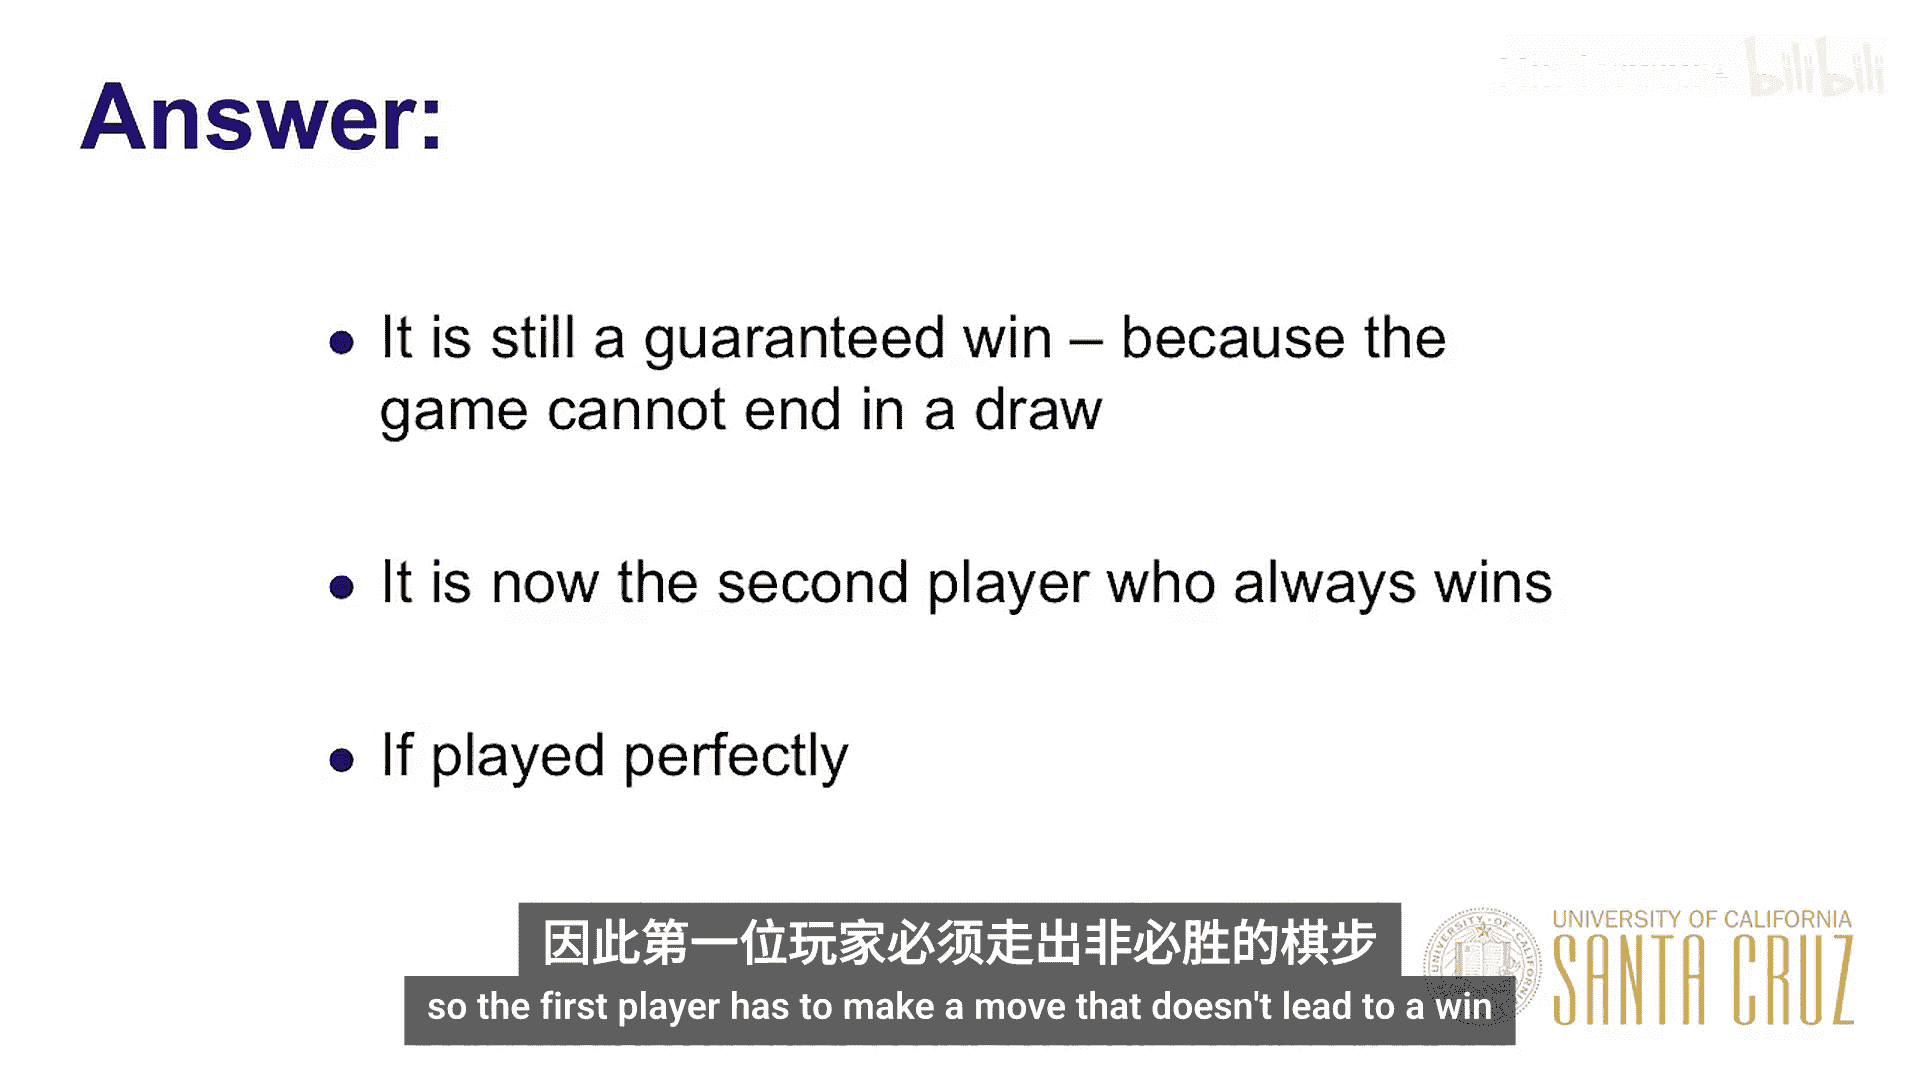 bilibili
Answer:
It is still a guaranteed win – because the
game cannot end in a draw
It is now the second player who always wins
If played perfectly
因此第一位玩家必须走出非必胜的棋步
so the first player has to make a move that doesn't lead to a win
UNIVERSITY OF CALIFORNIA
SANTA CRUZ